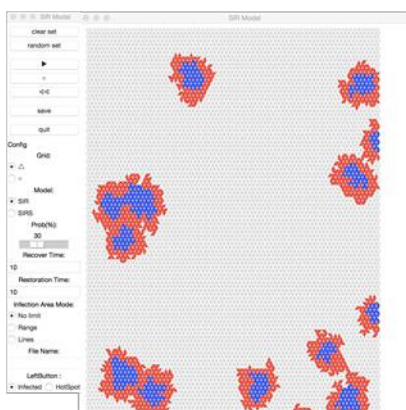 SIR Model
SIR Model
clear set
random set
save
quit
Config
Grid:
Model:
SIR
SIRS
Prob(%):
30
Recover Time:
10
Restoration Time:
10
Infection Area Mode:
No limit
Range
Lines
File Name:
LeftButton :
Infected
HotSpot